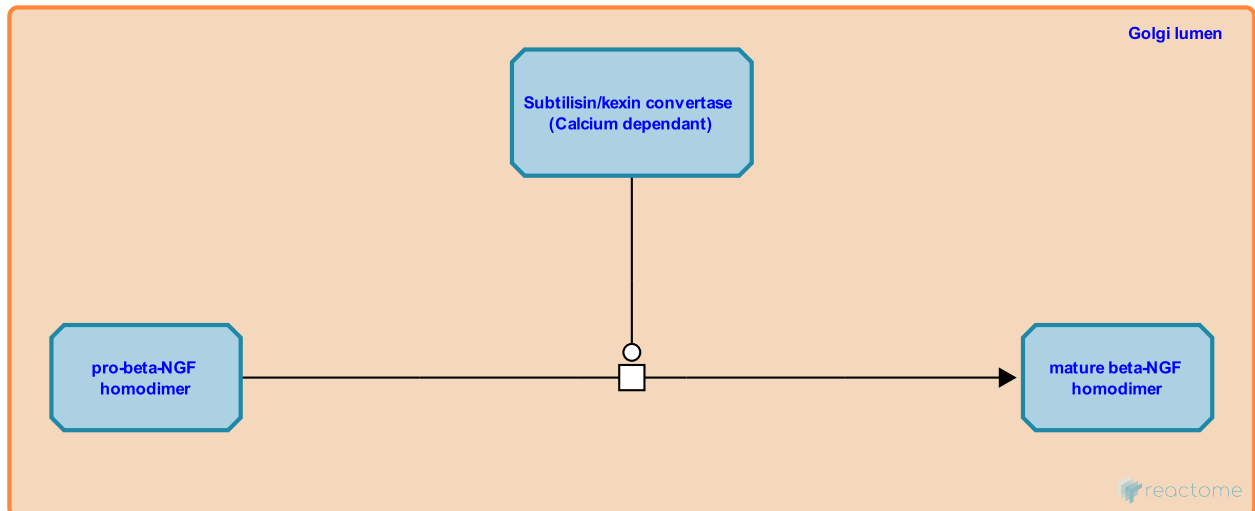 Golgi lumen
Subtilisin/kexin convertase
(Calcium dependant)
pro-beta-NGF
homodimer
mature beta-NGF
homodimer
reactome